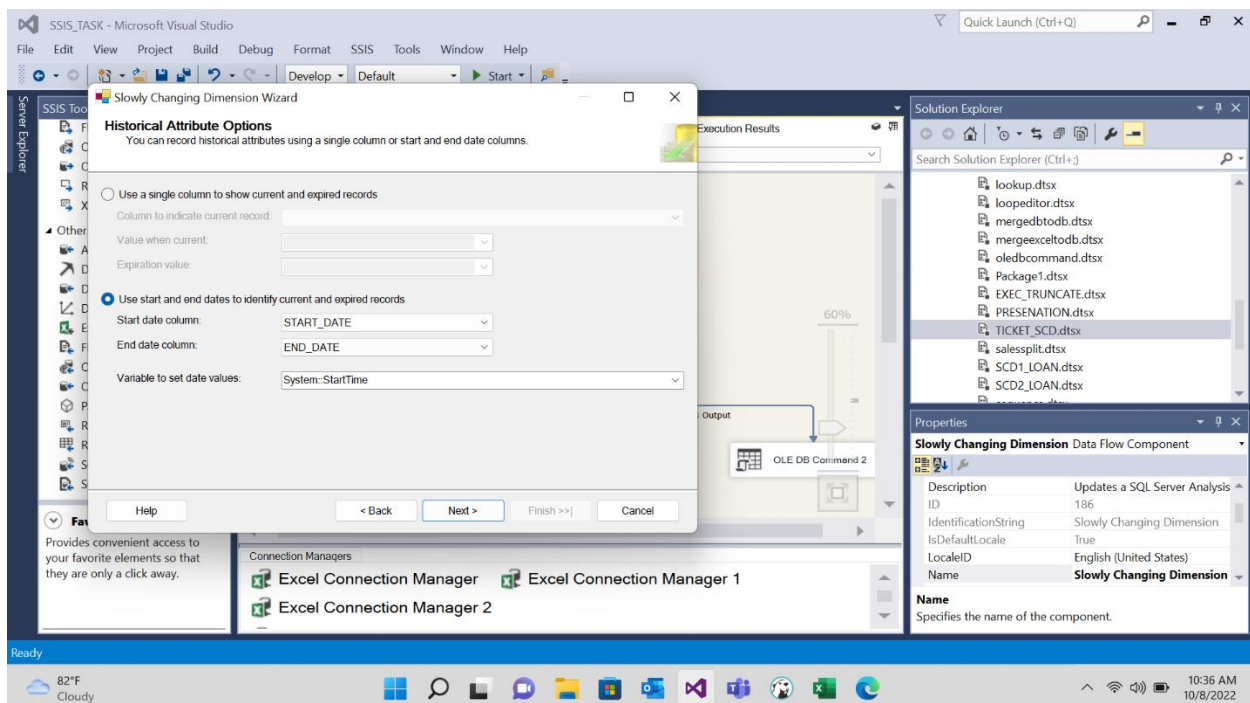 SSIS_TASK - Microsoft Visual Studio
Quick Launch (Ctrl+Q)
File Edit View Project Build Debug Format SSIS Tools Window Help
Develop Default Start
Server Explorer
SSIS Too
F
C
C
R
X
Other
A
D
D
D
E
F
C
C
P
R
R
S
S
Fav
Provides convenient access to
your favorite elements so that
they are only a click away.
Slowly Changing Dimension Wizard
Historical Attribute Options
You can record historical attributes using a single column or start and end date columns.
Use a single column to show current and expired records
Column to indicate current record:
Value when current:
Expiration value:
Use start and end dates to identify current and expired records
Start date column: START_DATE
End date column: END_DATE
Variable to set date values: System::StartTime
Help < Back Next > Finish >>| Cancel
Execution Results
60%
Output
OLE DB Command 2
Connection Managers
Excel Connection Manager Excel Connection Manager 1
Excel Connection Manager 2
Solution Explorer
Search Solution Explorer (Ctrl+;)
lookup.dtsx
loopeditor.dtsx
mergedbtodb.dtsx
mergeexceltodb.dtsx
oledbcommand.dtsx
Package1.dtsx
EXEC_TRUNCATE.dtsx
PRESENATION.dtsx
TICKET_SCD.dtsx
salessplit.dtsx
SCD1_LOAN.dtsx
SCD2_LOAN.dtsx
Properties
Slowly Changing Dimension Data Flow Component
Description Updates a SQL Server Analysis
ID 186
IdentificationString Slowly Changing Dimension
IsDefaultLocale True
LocaleID English (United States)
Name Slowly Changing Dimension
Name
Specifies the name of the component.
Ready
82°F
Cloudy
10:36 AM
10/8/2022